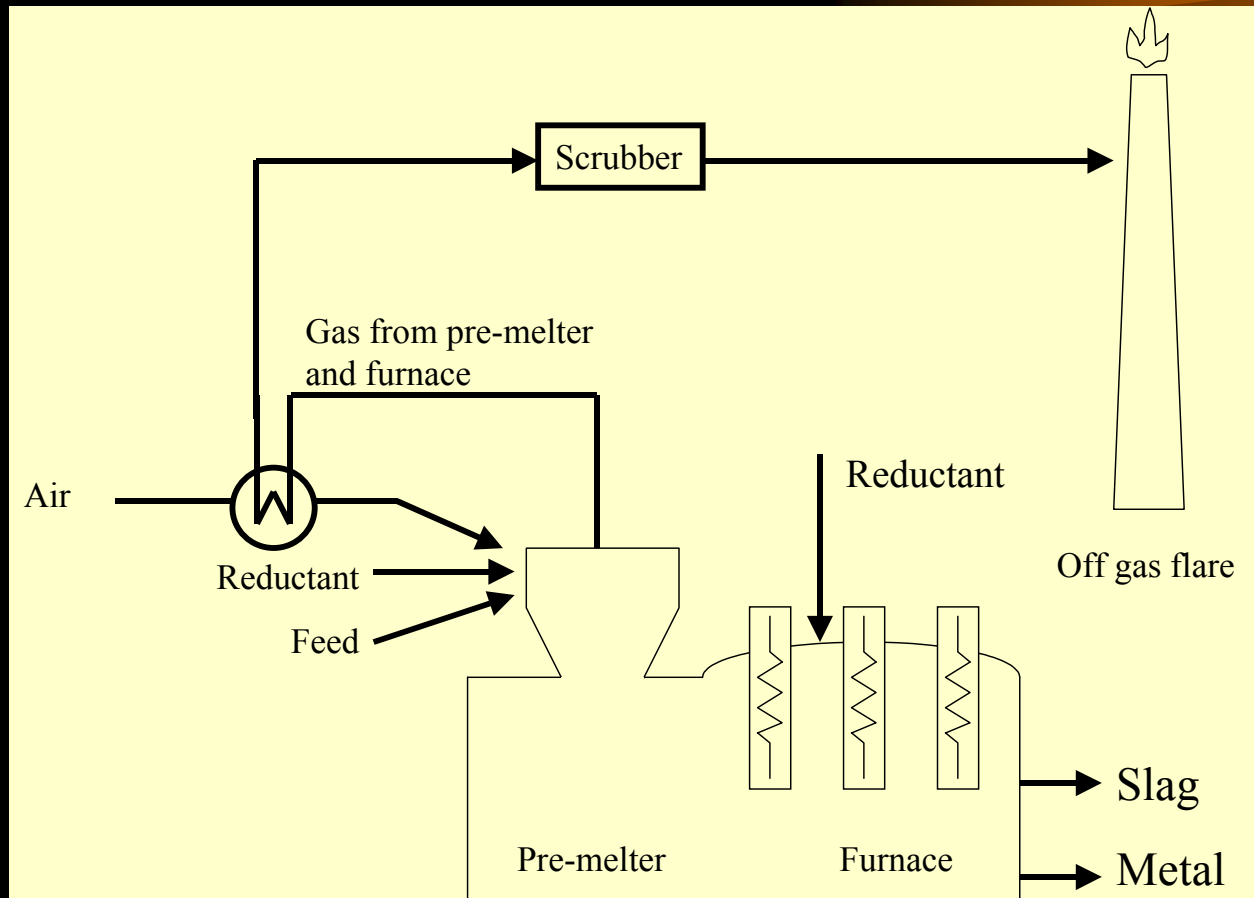 Scrubber
Gas from pre-melter
and furnace
Air
Reductant
Reductant
Feed
Off gas flare
Slag
Pre-melter
Furnace
Metal